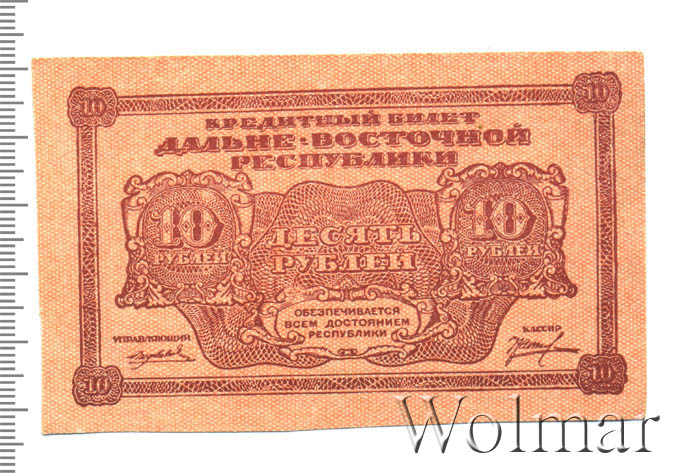 10 10
КРЕДИТНЫЙ БИЛЕТ
ДАЛЬНЕ-ВОСТОЧНОЙ
РЕСПУБЛИКИ
10 10
РУБЛЕЙ РУБЛЕЙ
ДЕСЯТЬ
РУБЛЕЙ
ОБЕЗПЕЧИВАЕТСЯ
ВСЕМ ДОСТОЯНИЕМ
РЕСПУБЛИКИ
УПРАВЛЯЮЩИЙ КАССИР
10 10
Wolmar